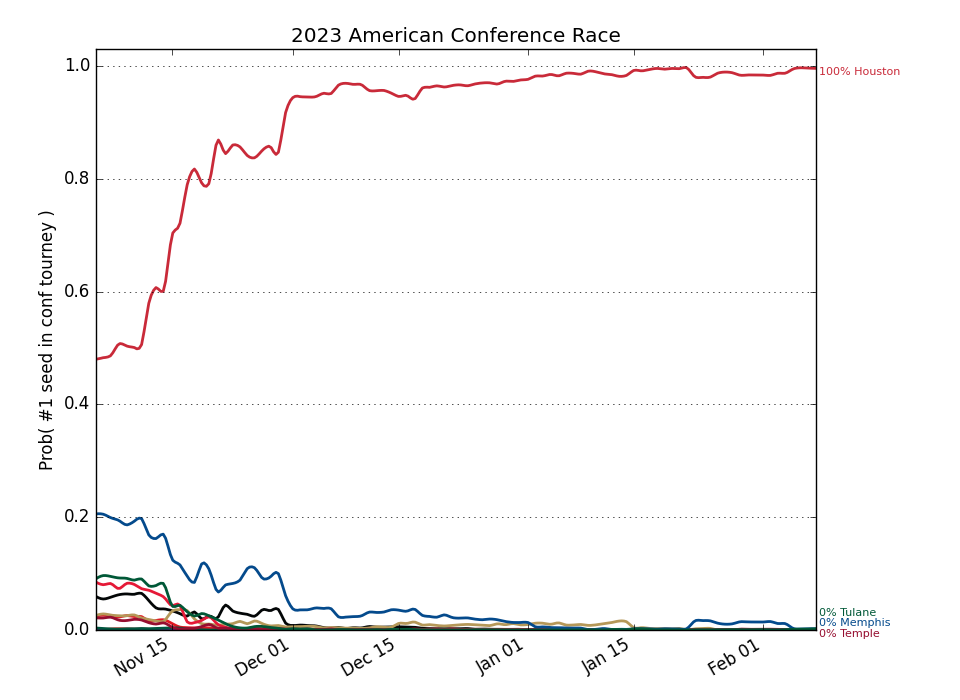 2023 American Conference Race
Prob( #1 seed in conf tourney )
1.0
0.8
0.6
0.4
0.2
0.0
Nov 15
Dec 01
Dec 15
Jan 01
Jan 15
Feb 01
100% Houston
0% Tulane
0% Memphis
0% Temple